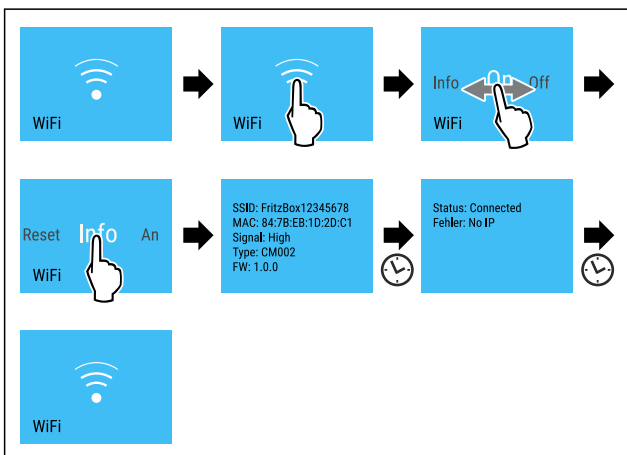 WiFi
WiFi
Info On Off
WiFi
Reset Info An
WiFi
SSID: FritzBox12345678
MAC: 84:7B:EB:1D:2D:C1
Signal: High
Type: CM002
FW: 1.0.0
Status: Connected
Fehler: No IP
WiFi